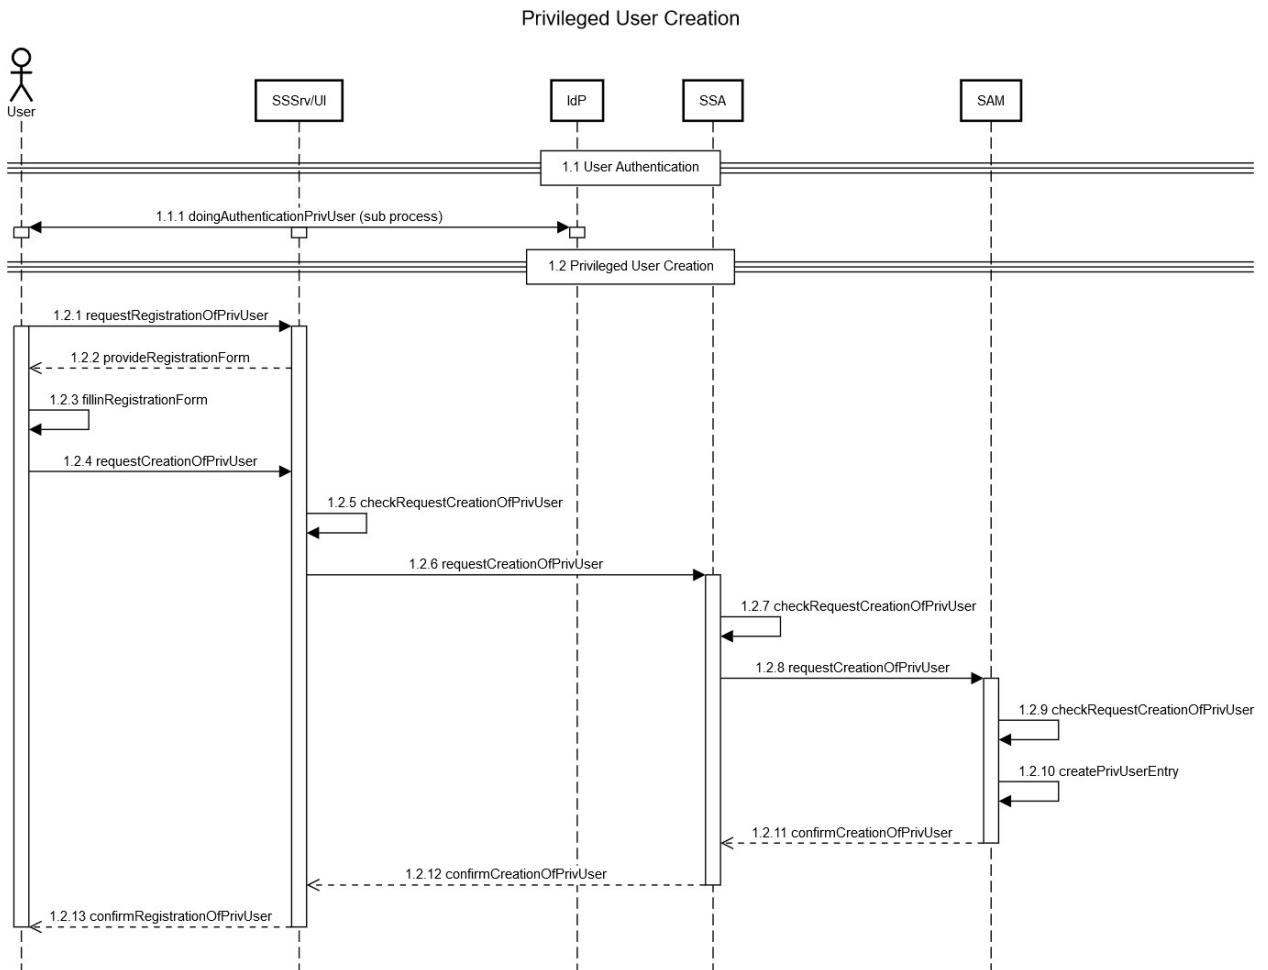 Privileged User Creation
User
SSSrv/UI
IdP
SSA
SAM
1.1 User Authentication
1.1.1 doingAuthenticationPrivUser (sub process)
1.2 Privileged User Creation
1.2.1 requestRegistrationOfPrivUser
1.2.2 provideRegistrationForm
1.2.3 fillinRegistrationForm
1.2.4 requestCreationOfPrivUser
1.2.5 checkRequestCreationOfPrivUser
1.2.6 requestCreationOfPrivUser
1.2.7 checkRequestCreationOfPrivUser
1.2.8 requestCreationOfPrivUser
1.2.9 checkRequestCreationOfPrivUser
1.2.10 createPrivUserEntry
1.2.11 confirmCreationOfPrivUser
1.2.12 confirmCreationOfPrivUser
1.2.13 confirmRegistrationOfPrivUser